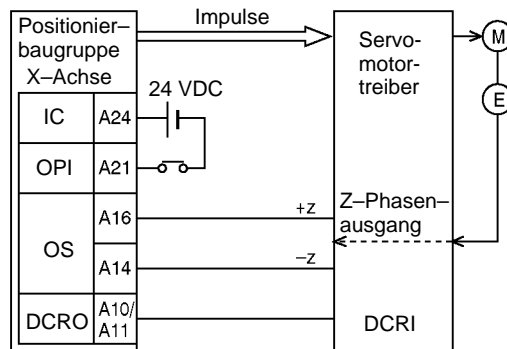 Positionier–
baugruppe
X–Achse
Impulse
Servo-
motor-
treiber
M
E
24 VDC
IC
A24
OPI
A21
OS
A16
+z
Z–Phasen–
ausgang
A14
–z
DCRO
A10/
A11
DCRI